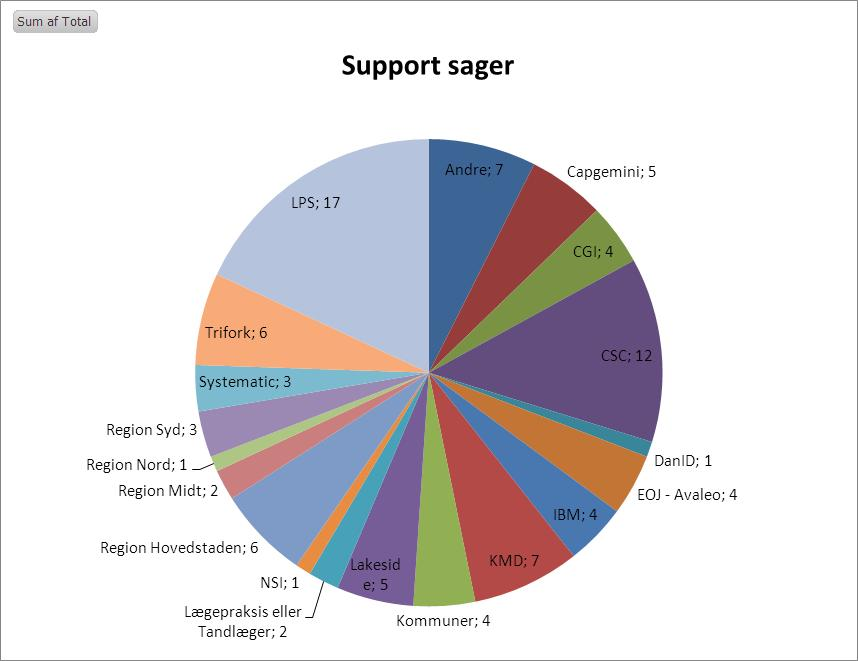 Sum af Total
Support sager
Andre; 7
Capgemini; 5
CGI; 4
CSC; 12
DanID; 1
EOJ - Avaleo; 4
IBM; 4
KMD; 7
Kommuner; 4
Lakesid
e; 5
Lægepraksis eller
Tandlæger; 2
NSI; 1
Region Hovedstaden; 6
Region Midt; 2
Region Nord; 1
Region Syd; 3
Systematic; 3
Trifork; 6
LPS; 17